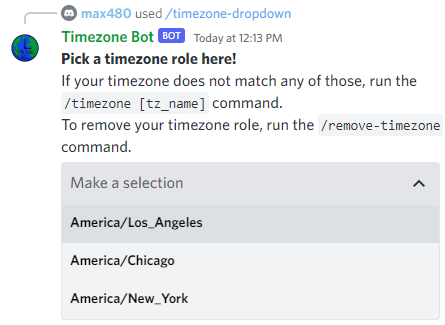 max480 used /timezone-dropdown
Timezone Bot BOT Today at 12:13 PM
Pick a timezone role here!
If your timezone does not match any of those, run the
/timezone [tz_name] command.
To remove your timezone role, run the /remove-timezone
command.
Make a selection
America/Los_Angeles
America/Chicago
America/New_York